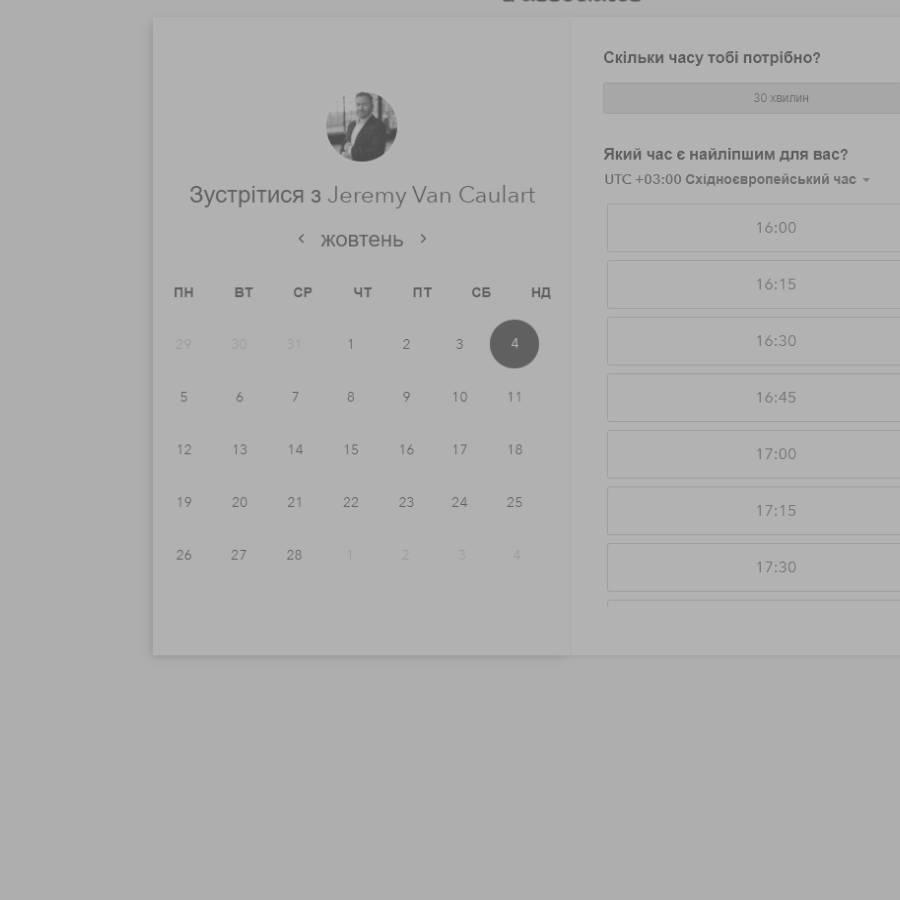 Зустрітися з Jeremy Van Caulart
жовтень
ПН ВТ СР ЧТ ПТ СБ НД
29 30 31 1 2 3 4
5 6 7 8 9 10 11
12 13 14 15 16 17 18
19 20 21 22 23 24 25
26 27 28 1 2 3 4
Скільки часу тобі потрібно?
30 хвилин
Який час є найліпшим для вас?
UTC +03:00 Східноєвропейський час
16:00
16:15
16:30
16:45
17:00
17:15
17:30